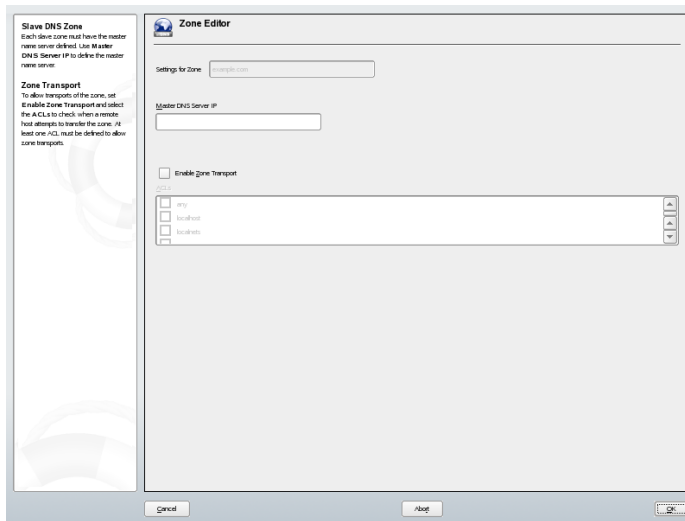 Slave DNS Zone
Each slave zone must have the master
name server defined. Use Master
DNS Server IP to define the master
name server.
Zone Transport
To allow transports of the zone, set
Enable Zone Transport and select
the ACLs to check when a remote
host attempts to transfer the zone. At
least one ACL must be defined to allow
zone transports.
Zone Editor
Settings for Zone example.com
Master DNS Server IP
Enable Zone Transport
ACLs
any
localhost
localnets
Cancel
Abort
OK